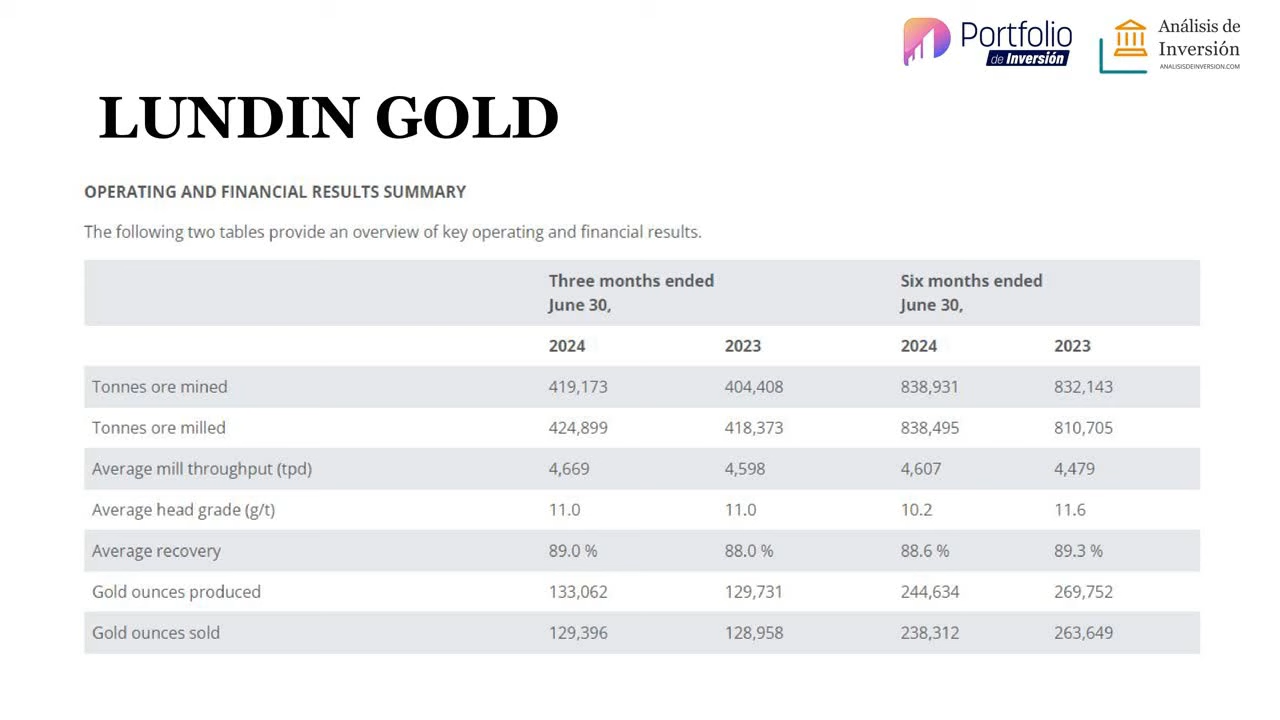 Portfolio
de Inversión
Análisis de
Inversión
ANALISISDEINVERSION.COM
LUNDIN GOLD
OPERATING AND FINANCIAL RESULTS SUMMARY
The following two tables provide an overview of key operating and financial results.
Three months ended June 30, Six months ended June 30,
2024 2023 2024 2023
Tonnes ore mined 419,173 404,408 838,931 832,143
Tonnes ore milled 424,899 418,373 838,495 810,705
Average mill throughput (tpd) 4,669 4,598 4,607 4,479
Average head grade (g/t) 11.0 11.0 10.2 11.6
Average recovery 89.0 % 88.0 % 88.6 % 89.3 %
Gold ounces produced 133,062 129,731 244,634 269,752
Gold ounces sold 129,396 128,958 238,312 263,649